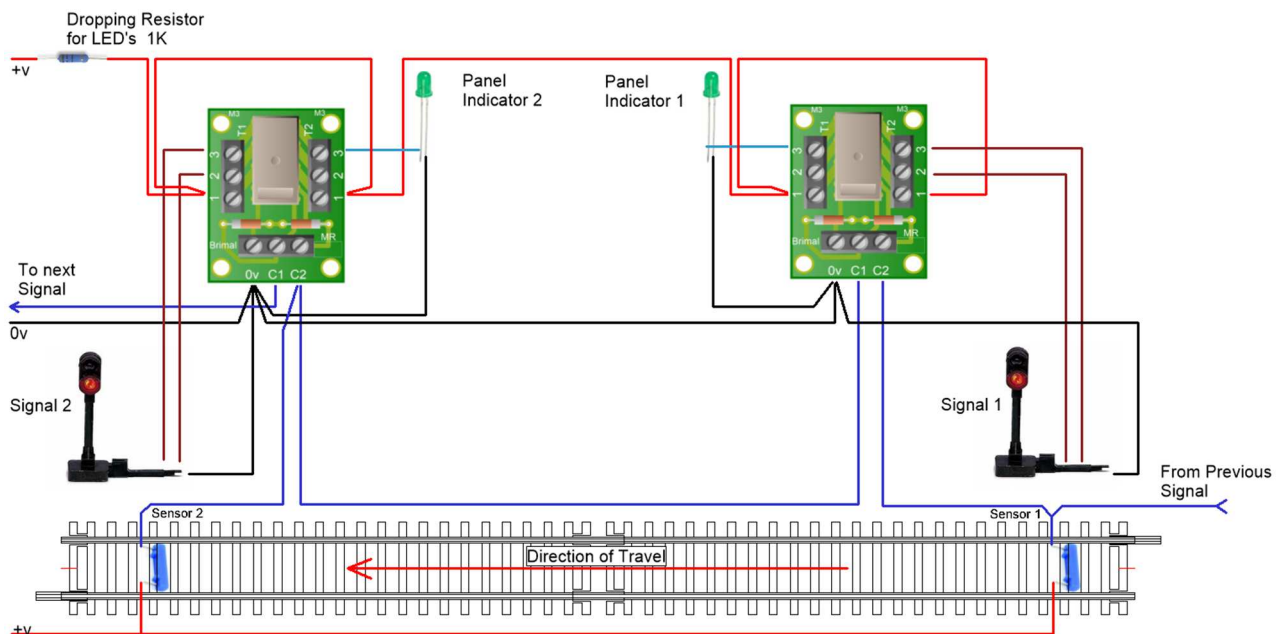 Dropping Resistor
for LED's 1K
+v
Panel
Indicator 2
Panel
Indicator 1
M3
T1
T2
M3
3
2
1
3
2
1
Brimal
MR
0v C1 C2
M3
T1
T2
M3
3
2
1
3
2
1
Brimal
MR
0v C1 C2
To next
Signal
0v
Signal 2
Signal 1
From Previous
Signal
Sensor 2
Sensor 1
Direction of Travel
+v